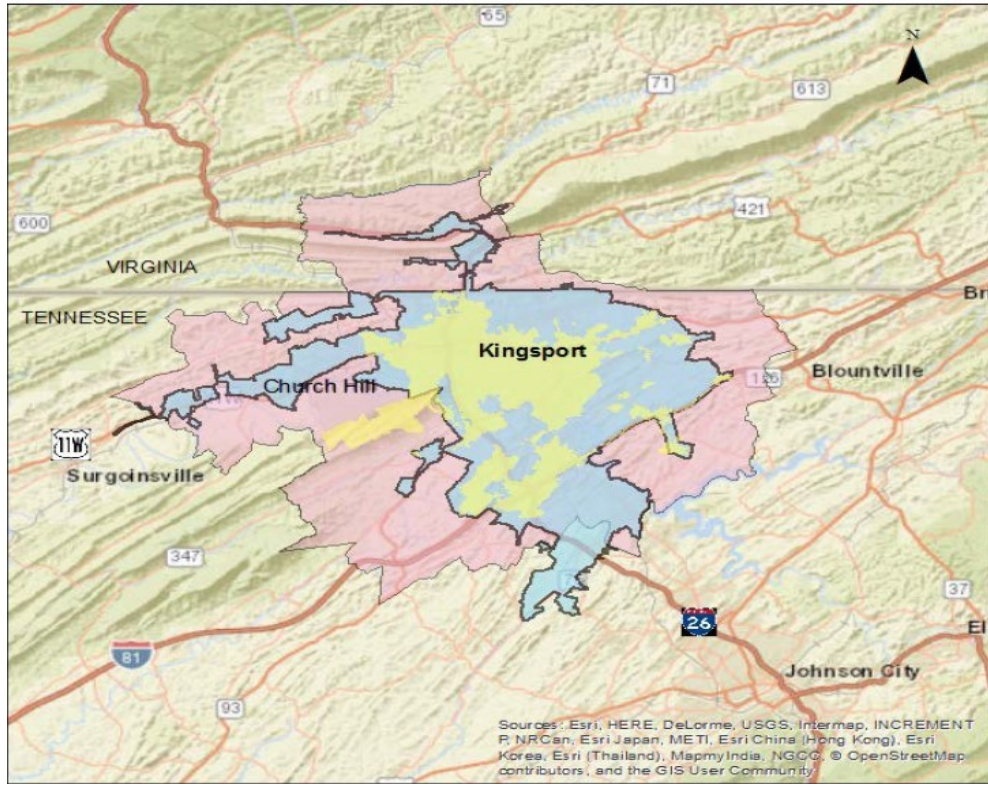 65
N
71
613
600
421
VIRGINIA
TENNESSEE
Br
Kingsport
126
Blountville
Church Hill
11W
Surgoinsville
347
37
26
El
81
Johnson City
93
Sources: Esri, HERE, DeLorme, USGS, Intermap, INCREMENT
P, NRCan, Esri Japan, METI, Esri China (Hong Kong), Esri
Korea, Esri (Thailand), MapmyIndia, NGCC, © OpenStreetMap
contributors, and the GIS User Community